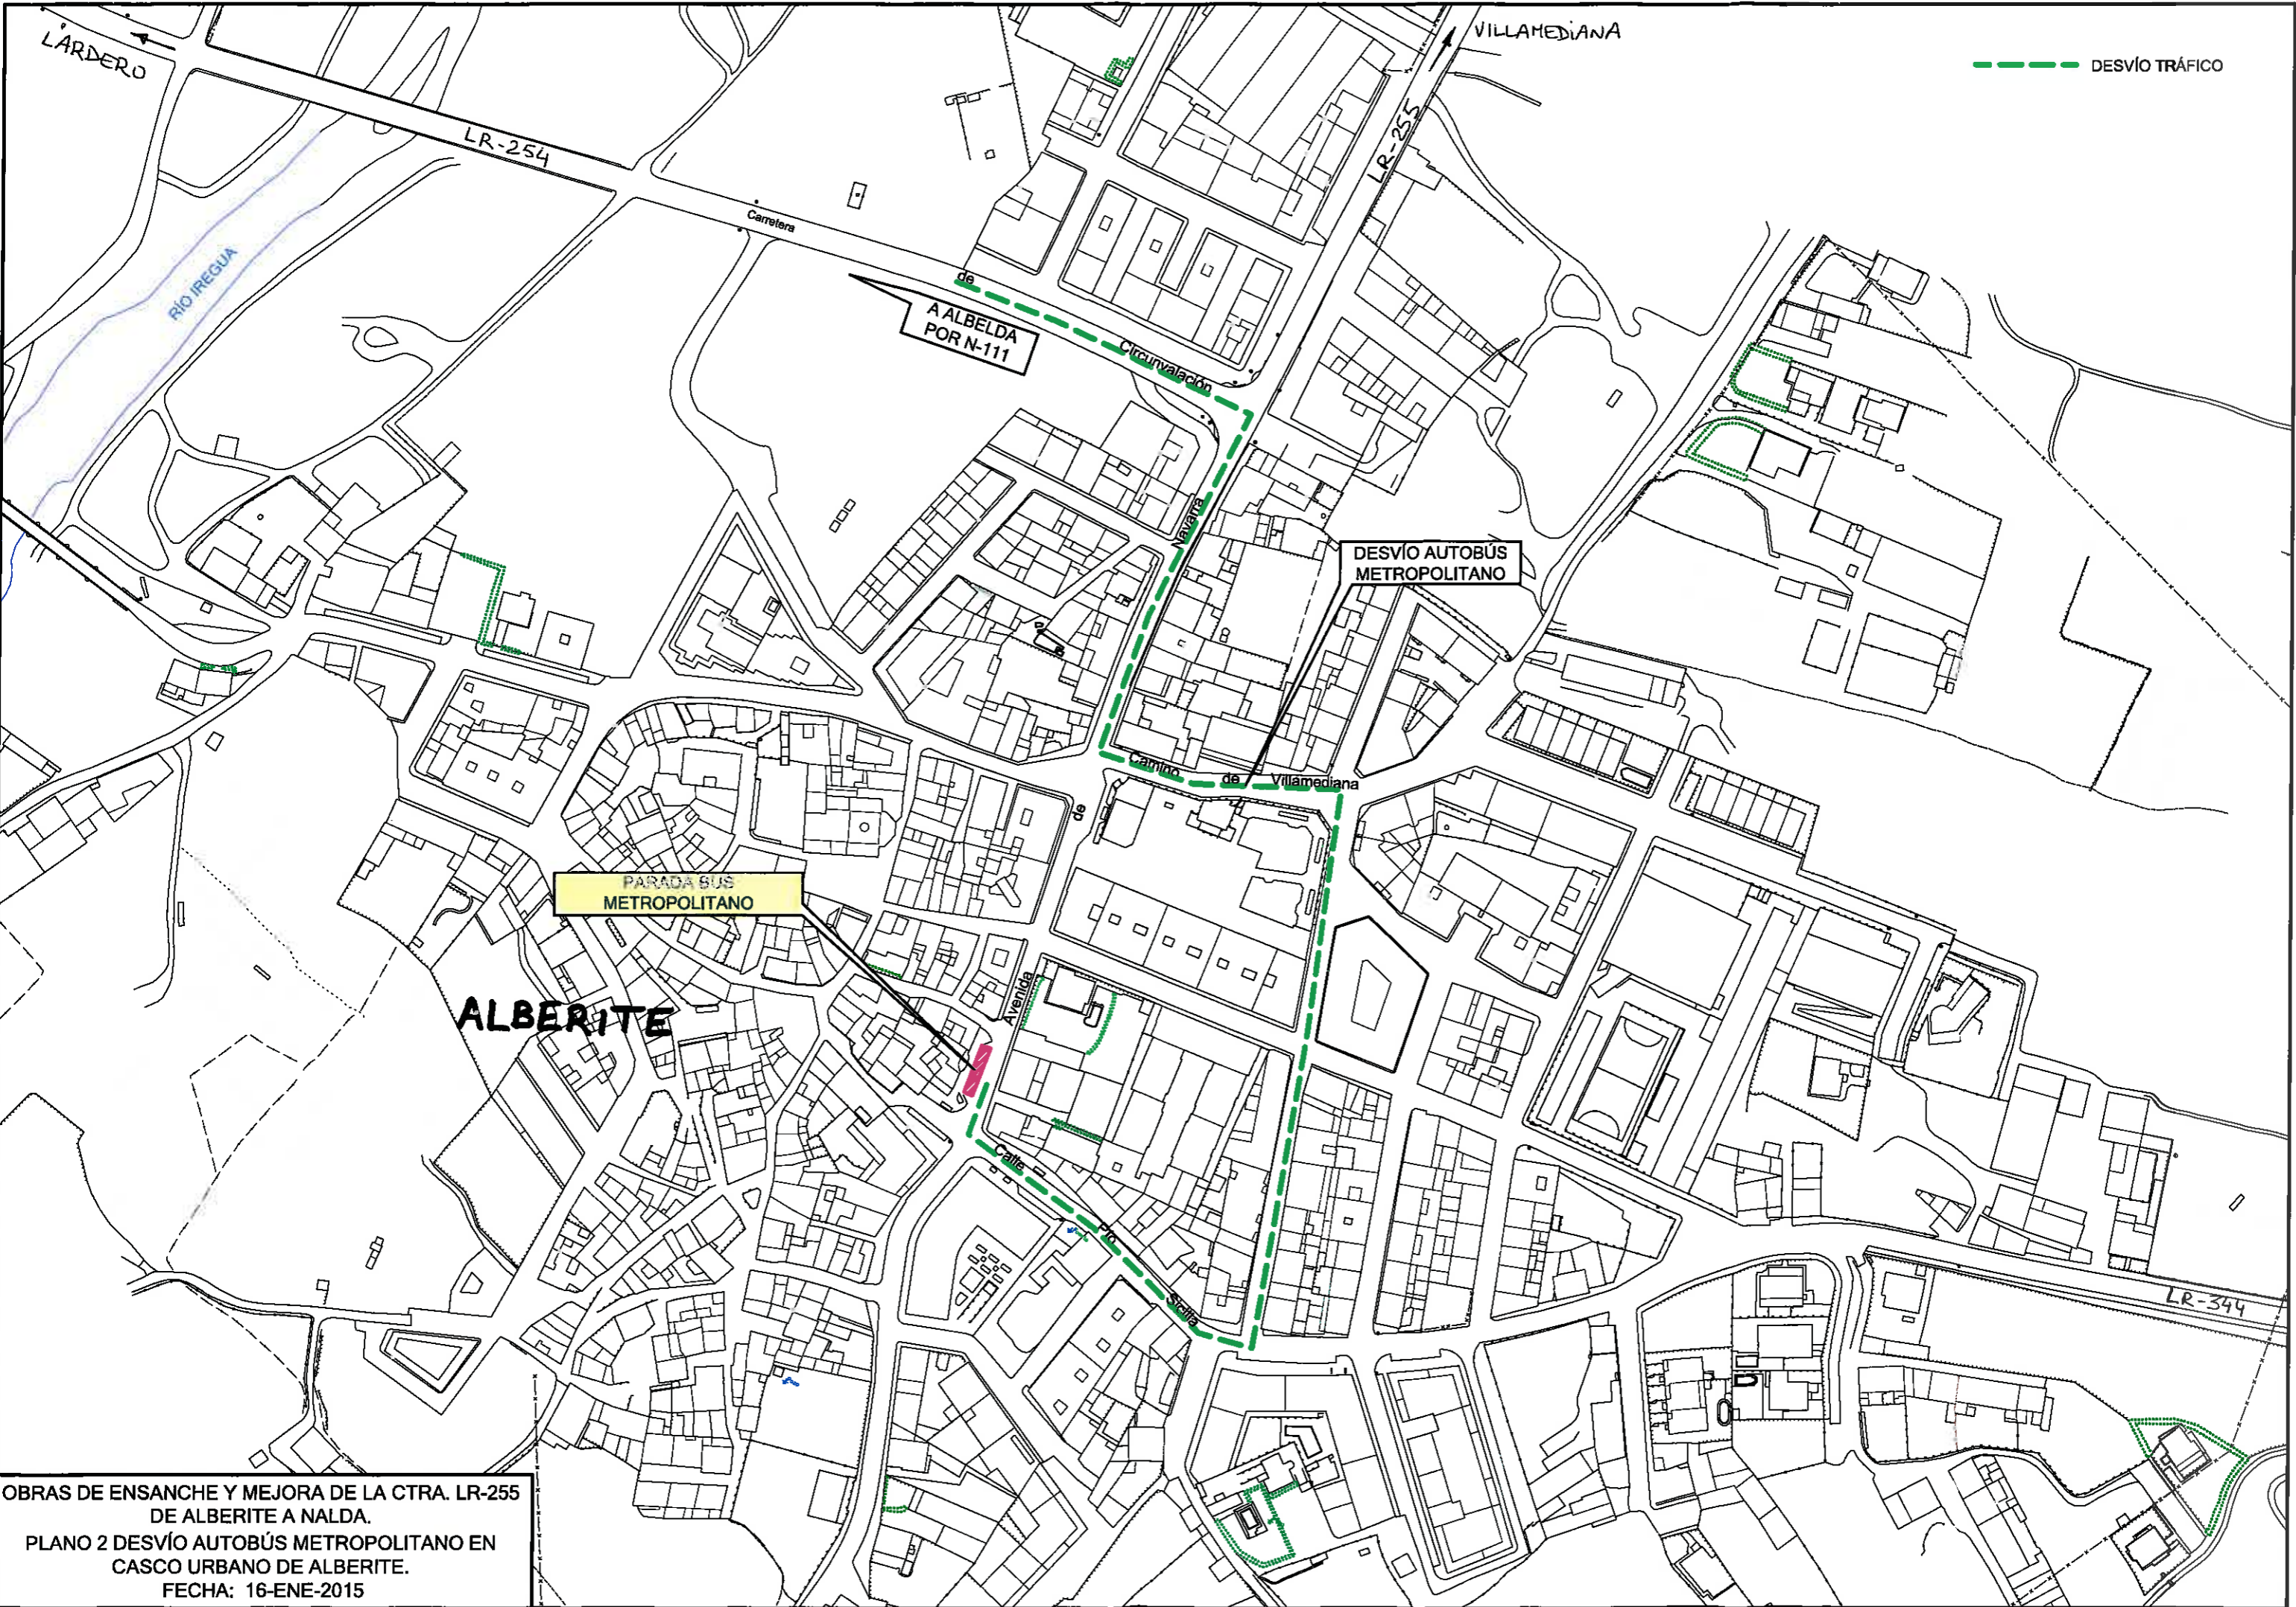 LARDERO
VILLAMEDIANA
DESVÍO TRÁFICO
LR-254
LR-255
Carretera
de
Circunvalación
RÍO IREGUA
A ALBELDA
POR N-111
Navarra
DESVÍO AUTOBÚS
METROPOLITANO
Camino de Villamediana
de
PARADA BUS
METROPOLITANO
Avenida
ALBERITE
Calle
Pío
Sicilia
LR-344
OBRAS DE ENSANCHE Y MEJORA DE LA CTRA. LR-255
DE ALBERITE A NALDA.
PLANO 2 DESVÍO AUTOBÚS METROPOLITANO EN
CASCO URBANO DE ALBERITE.
FECHA: 16-ENE-2015